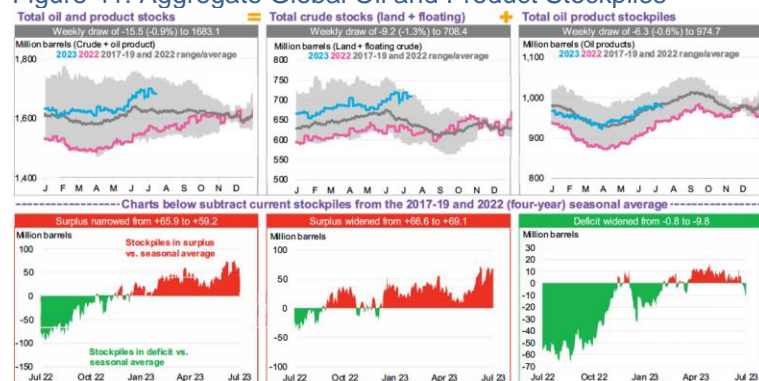 Figure 41: Aggregate Global Oil and Product Stockpiles
Total oil and product stocks = Total crude stocks (land + floating) + Total oil product stockpiles
Weekly draw of -15.5 (-0.9%) to 1683.1
Million barrels (Crude + oil product)
2023 2022 2017-19 and 2022 range/average
1,800
1,600
1,400
J F M A M J J A S O N D
Weekly draw of -9.2 (-1.3%) to 708.4
Million barrels (Land + floating crude)
2023 2022 2017-19 and 2022 range/average
800
750
700
650
600
550
500
J F M A M J J A S O N D
Weekly draw of -6.3 (-0.6%) to 974.7
Million barrels (Oil products)
2023 2022 2017-19 and 2022 range/average
1,100
1,000
900
800
J F M A M J J A S O N D
Charts below subtract current stockpiles from the 2017-19 and 2022 (four-year) seasonal average
Surplus narrowed from +65.9 to +59.2
Million barrels
100
50
0
-50
-100
-150
Stockpiles in surplus
vs. seasonal average
Stockpiles in deficit vs.
seasonal average
Jul 22 Oct 22 Jan 23 Apr 23 Jul 23
Surplus widened from +66.6 to +69.1
Million barrels
100
50
0
-50
-100
Jul 22 Oct 22 Jan 23 Apr 23 Jul 23
Deficit widened from -0.8 to -9.8
Million barrels
30
20
10
0
-10
-20
-30
-40
-50
-60
-70
Jul 22 Oct 22 Jan 23 Apr 23 Jul 23